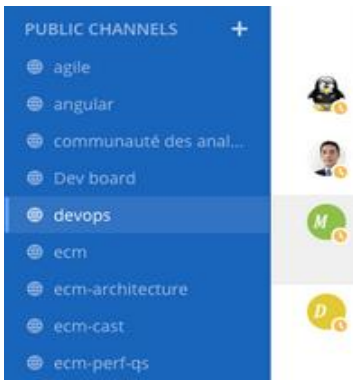 PUBLIC CHANNELS +
agile
angular
communauté des anal...
Dev board
devops
M
ecm
ecm-architecture
D
ecm-cast
ecm-perf-qs